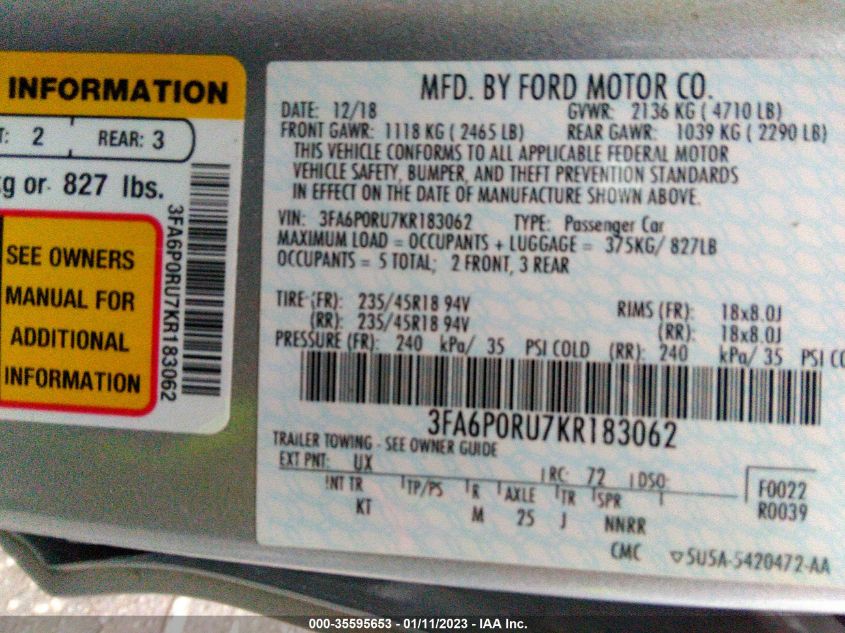 INFORMATION
T: 2 REAR: 3
kg or 827 lbs.
SEE OWNERS
MANUAL FOR
ADDITIONAL
INFORMATION
3FA6P0RU7KR183062
MFD. BY FORD MOTOR CO.
DATE: 12/18 GVWR: 2136 KG ( 4710 LB)
FRONT GAWR: 1118 KG ( 2465 LB) REAR GAWR: 1039 KG ( 2290 LB)
THIS VEHICLE CONFORMS TO ALL APPLICABLE FEDERAL MOTOR
VEHICLE SAFETY, BUMPER, AND THEFT PREVENTION STANDARDS
IN EFFECT ON THE DATE OF MANUFACTURE SHOWN ABOVE.
VIN: 3FA6P0RU7KR183062 TYPE: Passenger Car
MAXIMUM LOAD = OCCUPANTS + LUGGAGE = 375KG/ 827LB
OCCUPANTS = 5 TOTAL; 2 FRONT, 3 REAR
TIRE (FR): 235/45R18 94V RIMS (FR): 18x8.0J
(RR): 235/45R18 94V (RR): 18x8.0J
PRESSURE (FR): 240 kPa/ 35 PSI COLD (RR): 240 kPa/ 35 PSI CO
3FA6P0RU7KR183062
TRAILER TOWING - SEE OWNER GUIDE
EXT PNT: UX RC: 72 DSO: F0022
INT TR TP/PS R AXLE TR SPR R0039
KT M 25 J NNRR
CMC 5U5A-5420472-AA
000-35595653 - 01/11/2023 - IAA Inc.